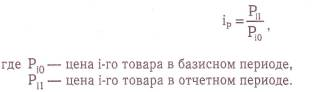 i_P = P_i1 / P_i0 ,
где P_i0 — цена i-го товара в базисном периоде,
P_i1 — цена i-го товара в отчетном периоде.